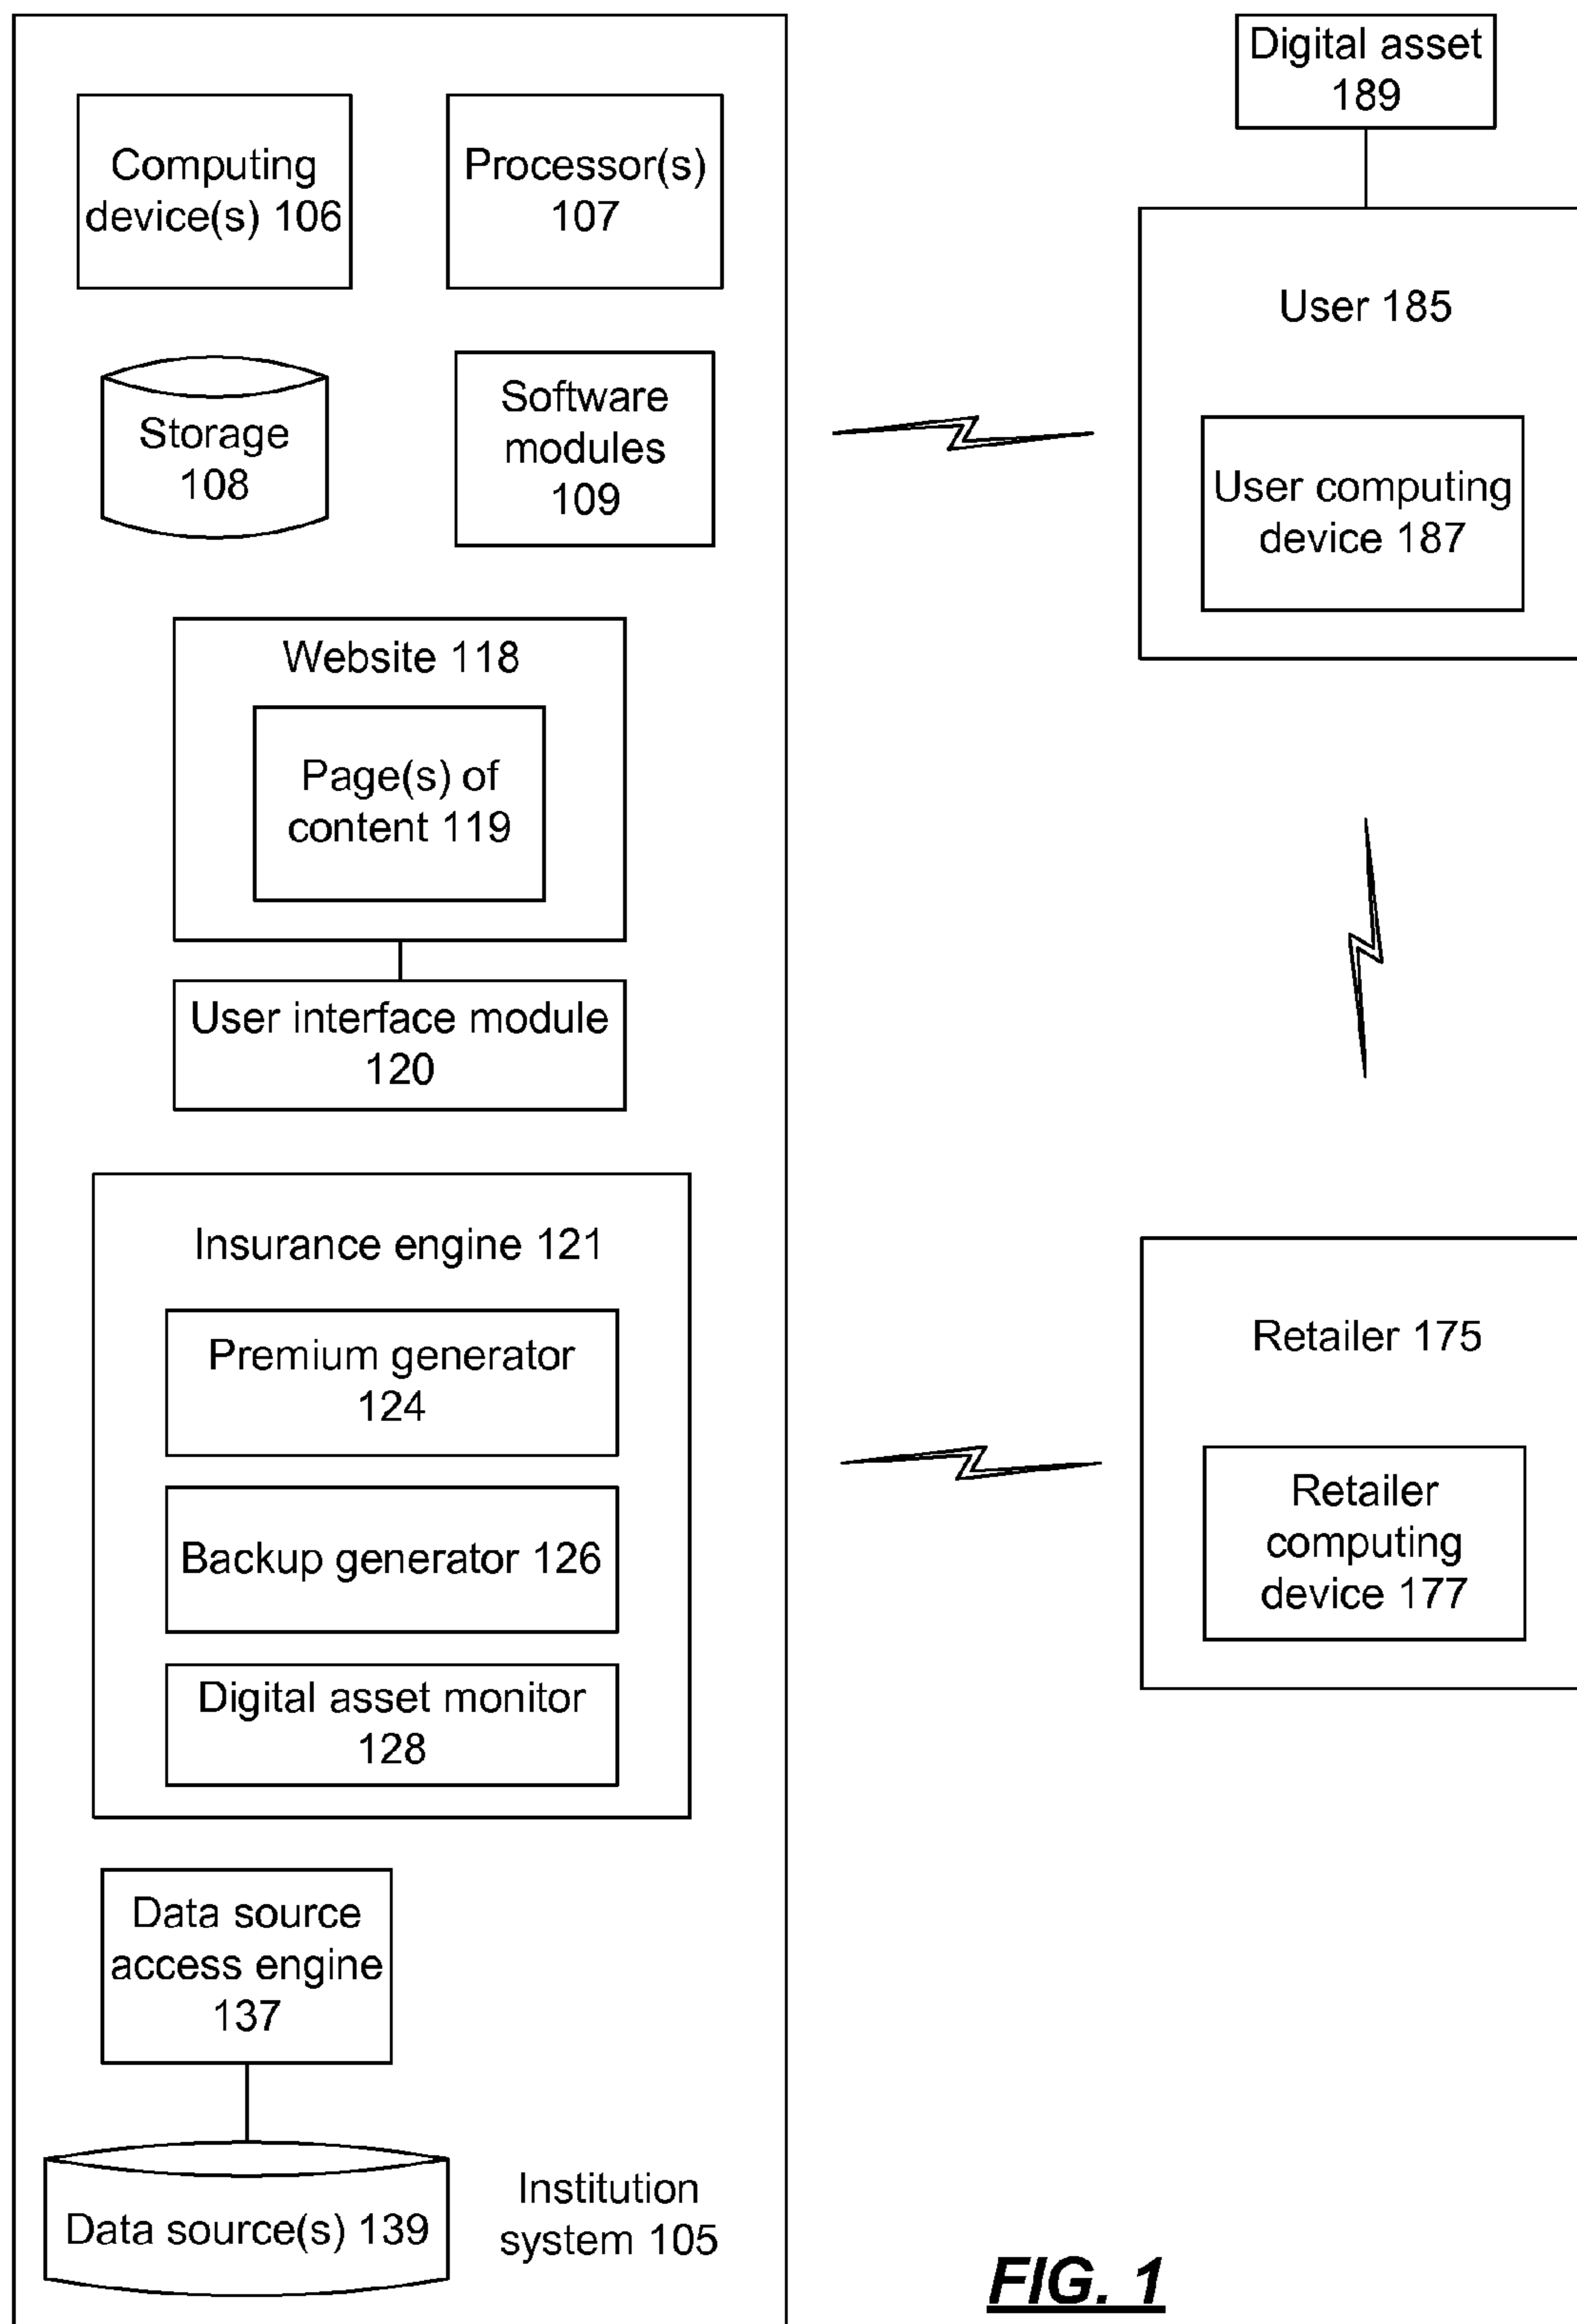 Computing
device(s) 106
Processor(s)
107
Storage
108
Software
modules
109
Website 118
Page(s) of
content 119
User interface module
120
Insurance engine 121
Premium generator
124
Backup generator 126
Digital asset monitor
128
Data source
access engine
137
Data source(s) 139
Institution
system 105
Digital asset
189
User 185
User computing
device 187
Retailer 175
Retailer
computing
device 177
FIG. 1